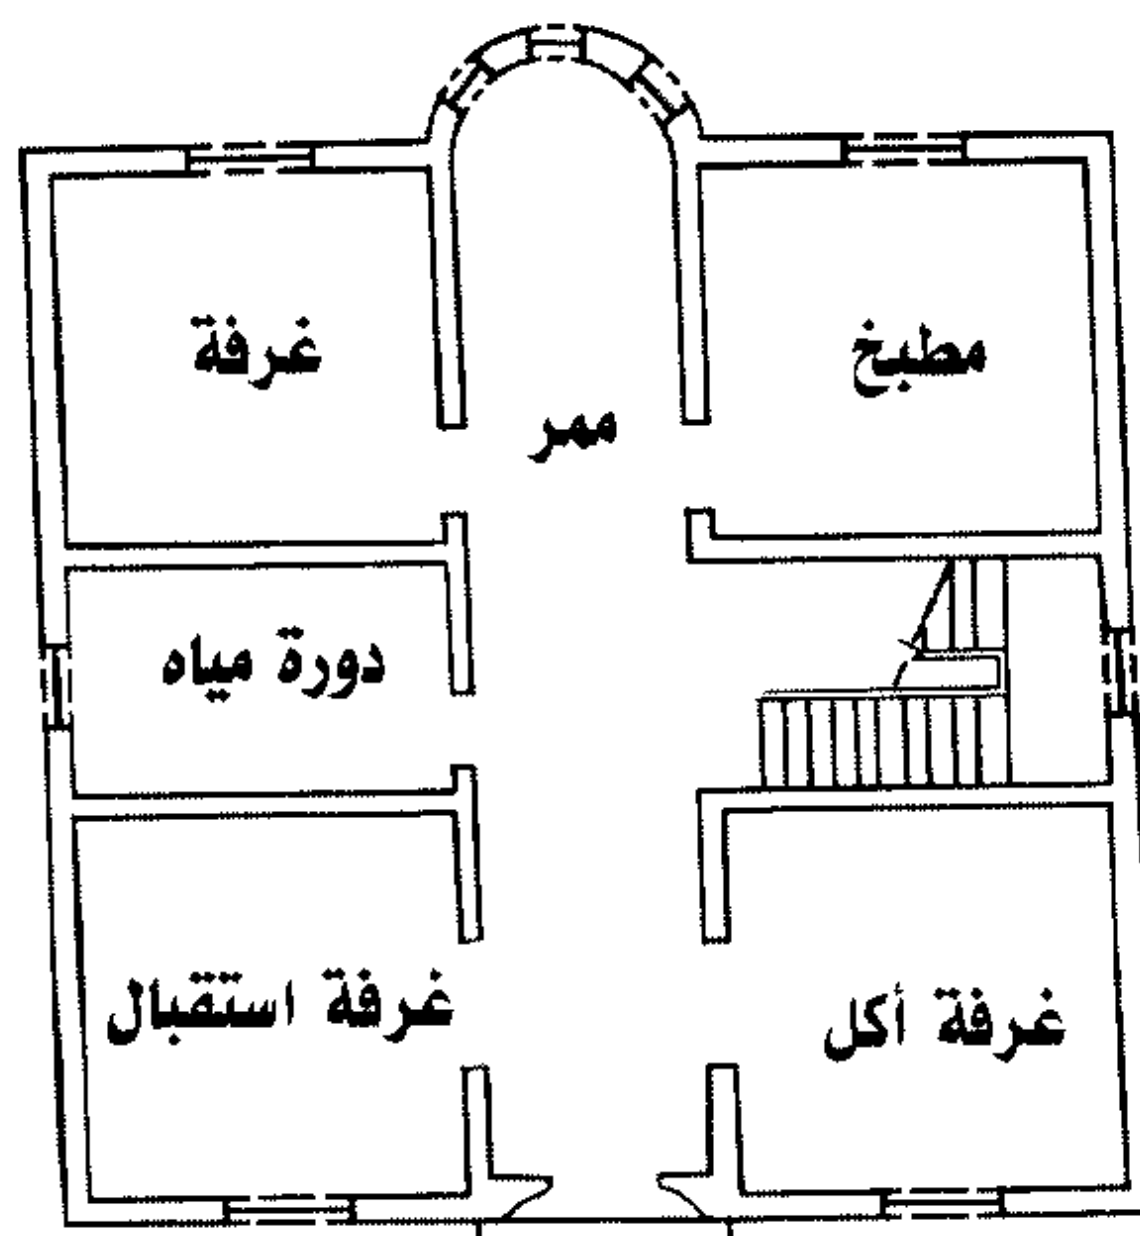 مطبخ
غرفة
ممر
دورة مياه
غرفة أكل
غرفة استقبال